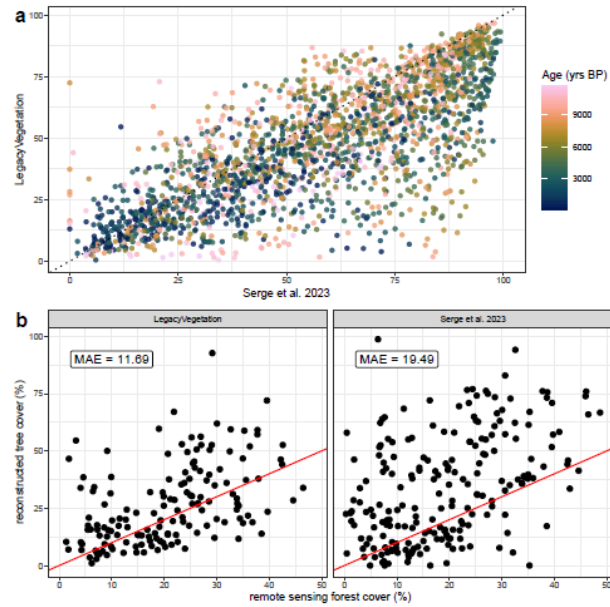 a
100
75
50
25
0
LegacyVegetation
0 25 50 75 100
Serge et al. 2023
Age (yrs BP)
9000
6000
3000
b
LegacyVegetation
Serge et al. 2023
MAE = 11.69
MAE = 19.49
100
75
50
25
0
reconstructed tree cover (%)
0 10 20 30 40 50 0 10 20 30 40 50
remote sensing forest cover (%)